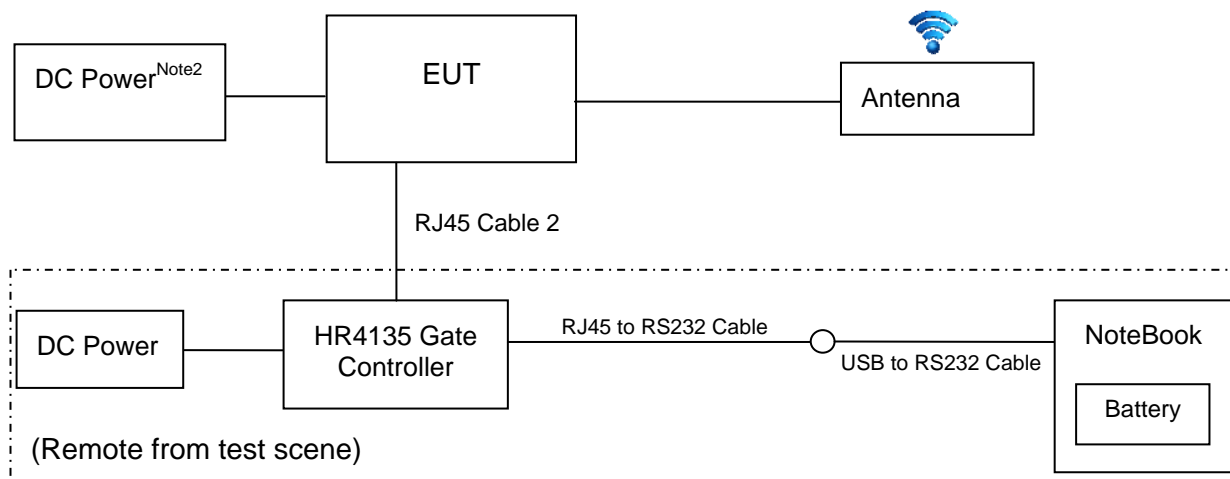 DC Power Note2
EUT
Antenna
RJ45 Cable 2
DC Power
HR4135 Gate
Controller
RJ45 to RS232 Cable
USB to RS232 Cable
NoteBook
Battery
(Remote from test scene)